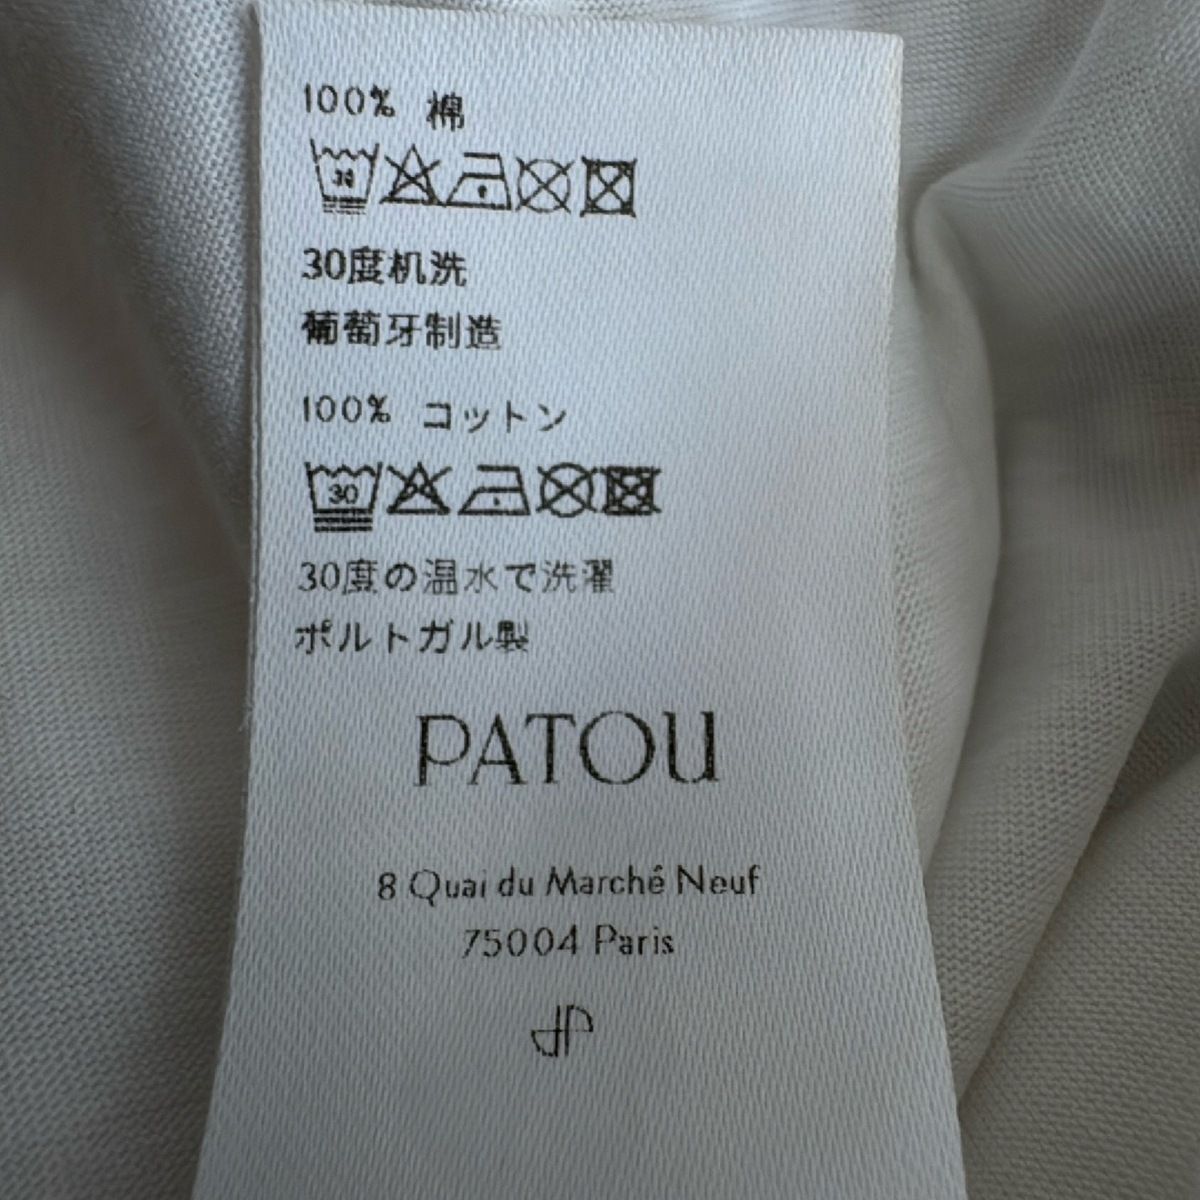 100% 棉
30
30度机洗
葡萄牙制造
100% コットン
30
30度の温水で洗濯
ポルトガル製
PATOU
8 Quai du Marché Neuf
75004 Paris
JP